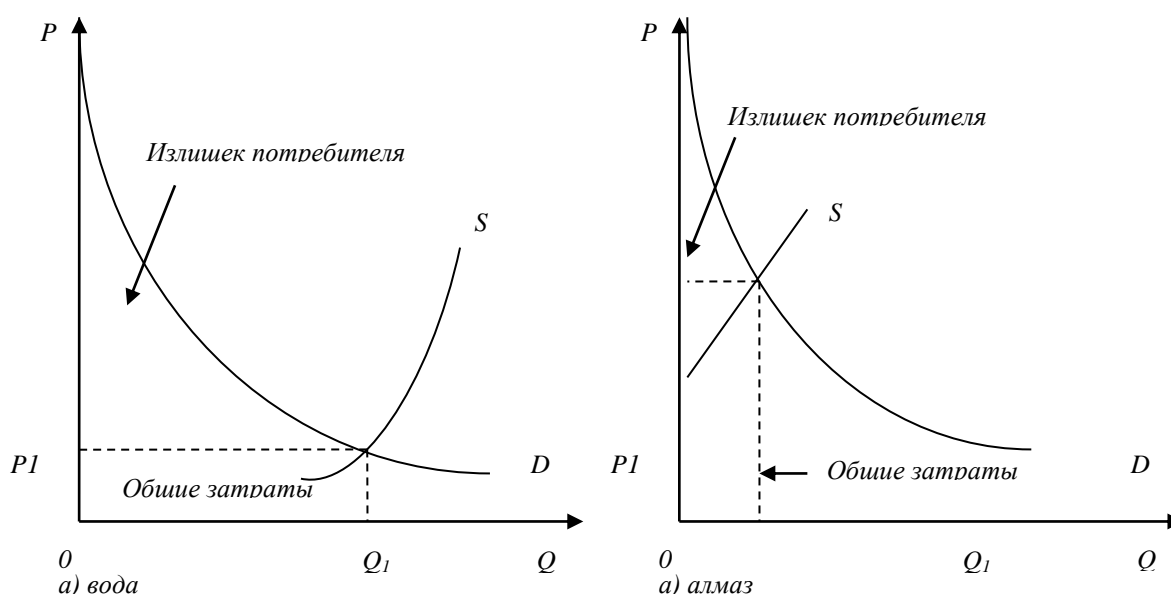 P
Излишек потребителя
S
P1
D
Общие затраты
0
Q1
Q
а) вода
P
Излишек потребителя
S
P1
D
Общие затраты
0
Q1
Q
а) алмаз